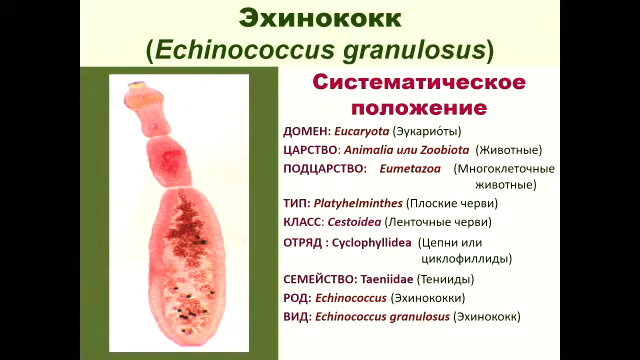 Эхинококк
(Echinococcus granulosus)
Систематическое
положение
ДОМЕН: Eucaryota (Эукарио́ты)
ЦАРСТВО: Animalia или Zoobiota (Животные)
ПОДЦАРСТВО: Eumetazoa (Многоклеточные
животные)
ТИП: Platyhelminthes (Плоские черви)
КЛАСС: Cestoidea (Ленточные черви)
ОТРЯД : Cyclophyllidea (Цепни или
циклофиллиды)
СЕМЕЙСТВО: Taeniidae (Тенииды)
РОД: Echinococcus (Эхинококки)
ВИД: Echinococcus granulosus (Эхинококк)